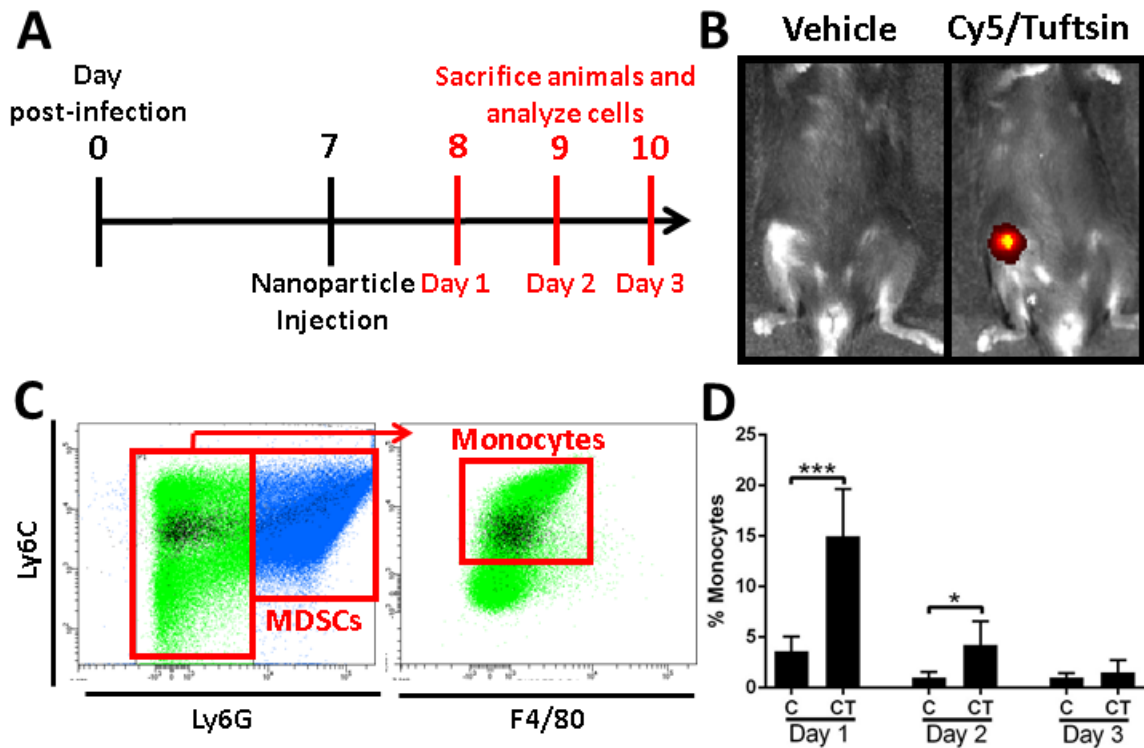 A
Day
post-infection
Sacrifice animals and
analyze cells
0
7
8
9
10
Nanoparticle
Injection
Day 1
Day 2
Day 3
B
Vehicle
Cy5/Tuftsin
C
Ly6C
MDSCs
Monocytes
Ly6G
F4/80
D
% Monocytes
25
20
15
10
5
0
***
*
C CT C CT C CT
Day 1 Day 2 Day 3